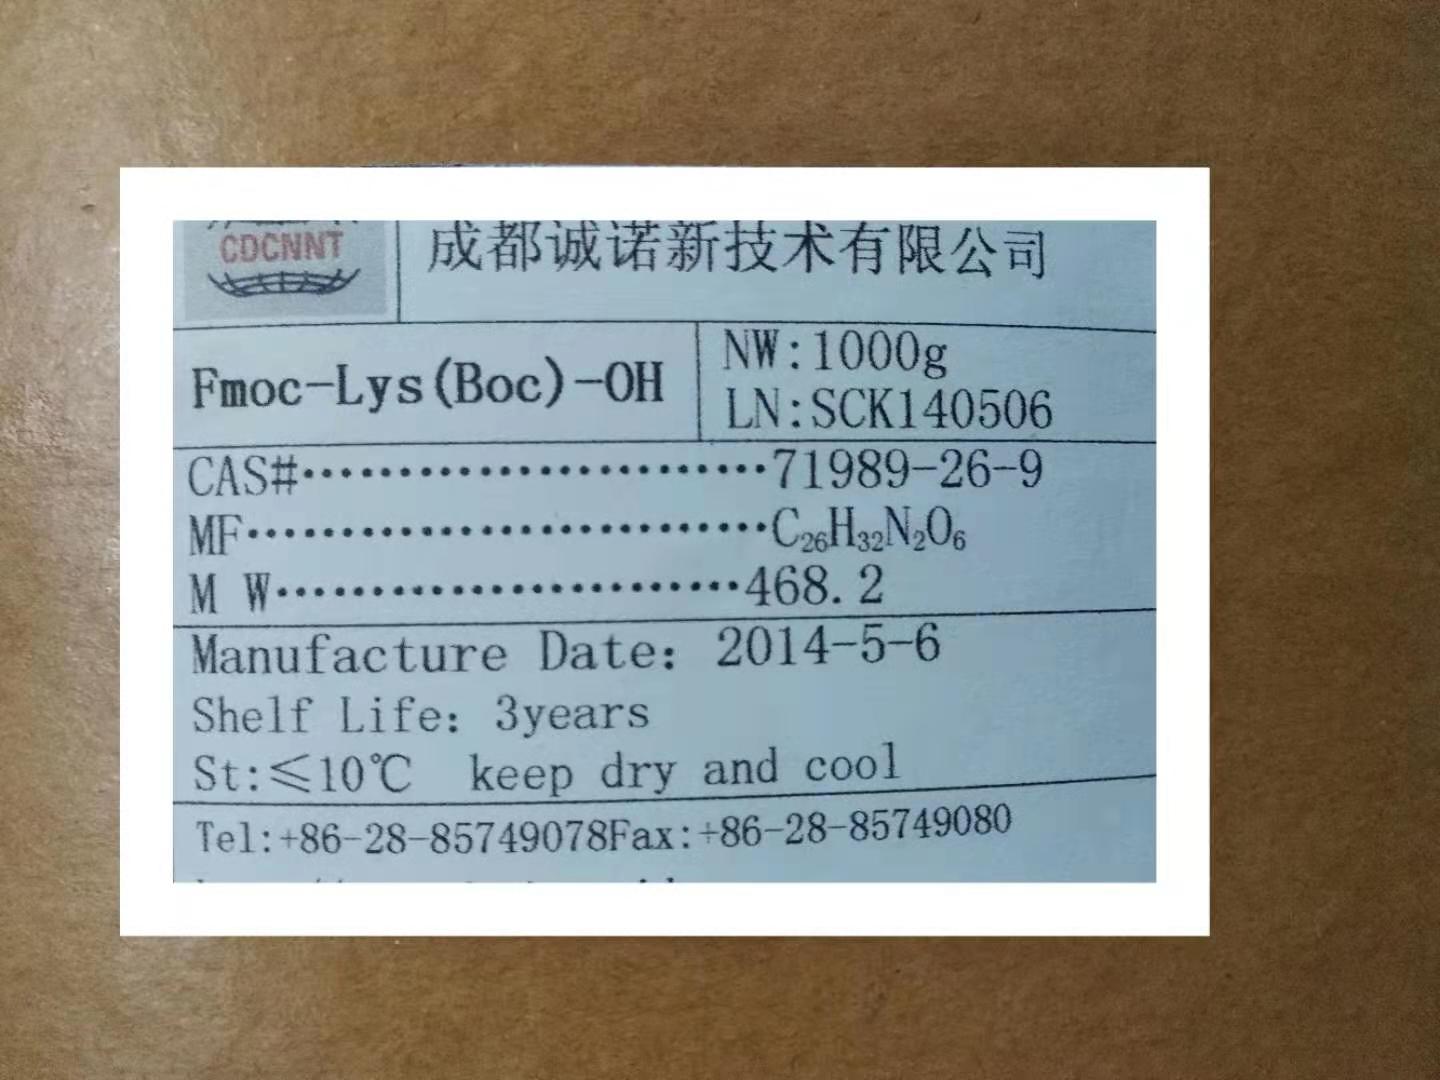 CDCNNT
成都诚诺新技术有限公司
Fmoc-Lys(Boc)-OH
NW:1000g
LN:SCK140506
CAS#························71989-26-9
MF···························C₂₆H₃₂N₂O₆
M W························468.2
Manufacture Date: 2014-5-6
Shelf Life: 3years
St:≤10℃ keep dry and cool
Tel:+86-28-85749078Fax:+86-28-85749080